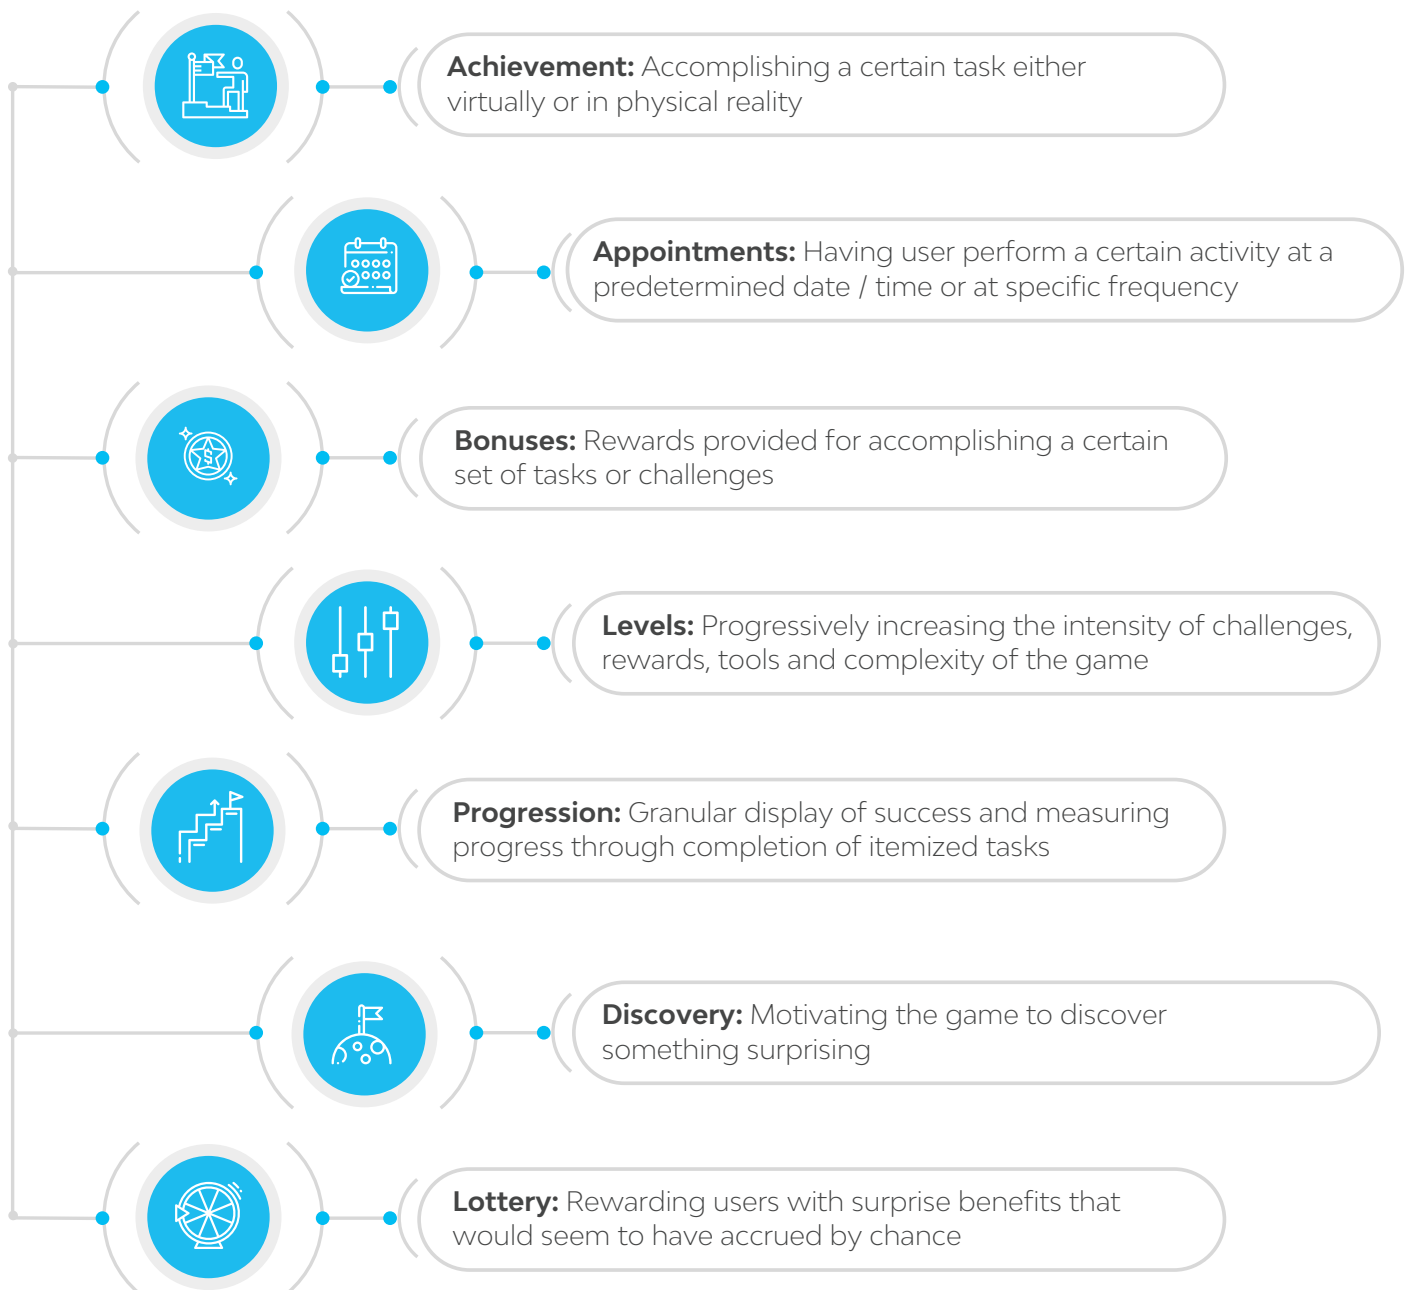 Achievement: Accomplishing a certain task either
virtually or in physical reality
Appointments: Having user perform a certain activity at a
predetermined date / time or at specific frequency
Bonuses: Rewards provided for accomplishing a certain
set of tasks or challenges
Levels: Progressively increasing the intensity of challenges,
rewards, tools and complexity of the game
Progression: Granular display of success and measuring
progress through completion of itemized tasks
Discovery: Motivating the game to discover
something surprising
Lottery: Rewarding users with surprise benefits that
would seem to have accrued by chance